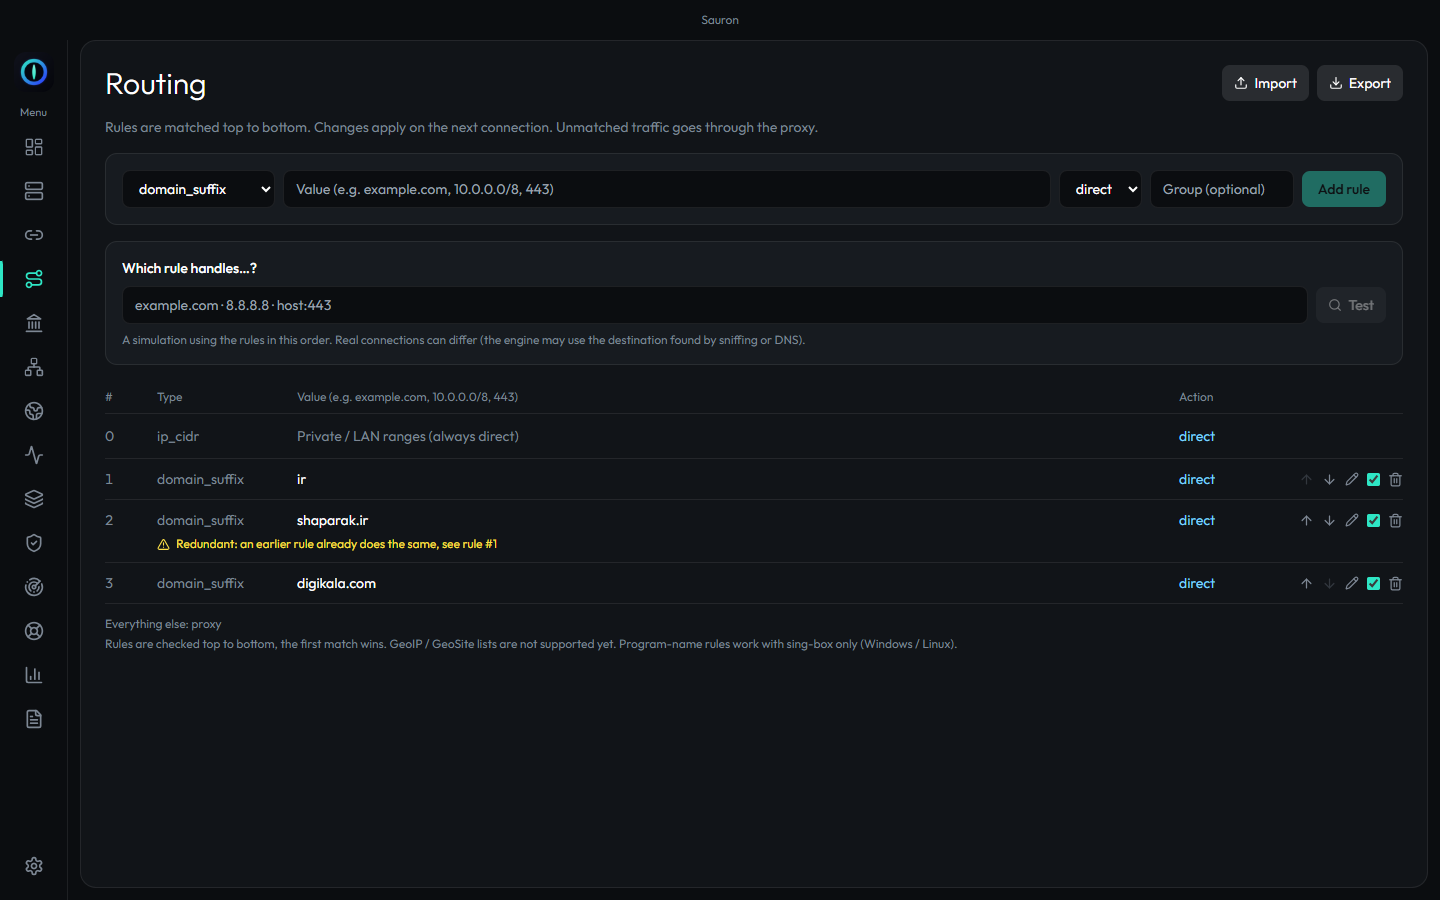 Sauron
Menu
Routing
Import
Export
Rules are matched top to bottom. Changes apply on the next connection. Unmatched traffic goes through the proxy.
domain_suffix
Value (e.g. example.com, 10.0.0.0/8, 443)
direct
Group (optional)
Add rule
Which rule handles...?
example.com · 8.8.8.8 · host:443
Test
A simulation using the rules in this order. Real connections can differ (the engine may use the destination found by sniffing or DNS).
# Type Value (e.g. example.com, 10.0.0.0/8, 443) Action
0 ip_cidr Private / LAN ranges (always direct) direct
1 domain_suffix ir direct
2 domain_suffix shaparak.ir direct
Redundant: an earlier rule already does the same, see rule #1
3 domain_suffix digikala.com direct
Everything else: proxy
Rules are checked top to bottom, the first match wins. GeoIP / GeoSite lists are not supported yet. Program-name rules work with sing-box only (Windows / Linux).